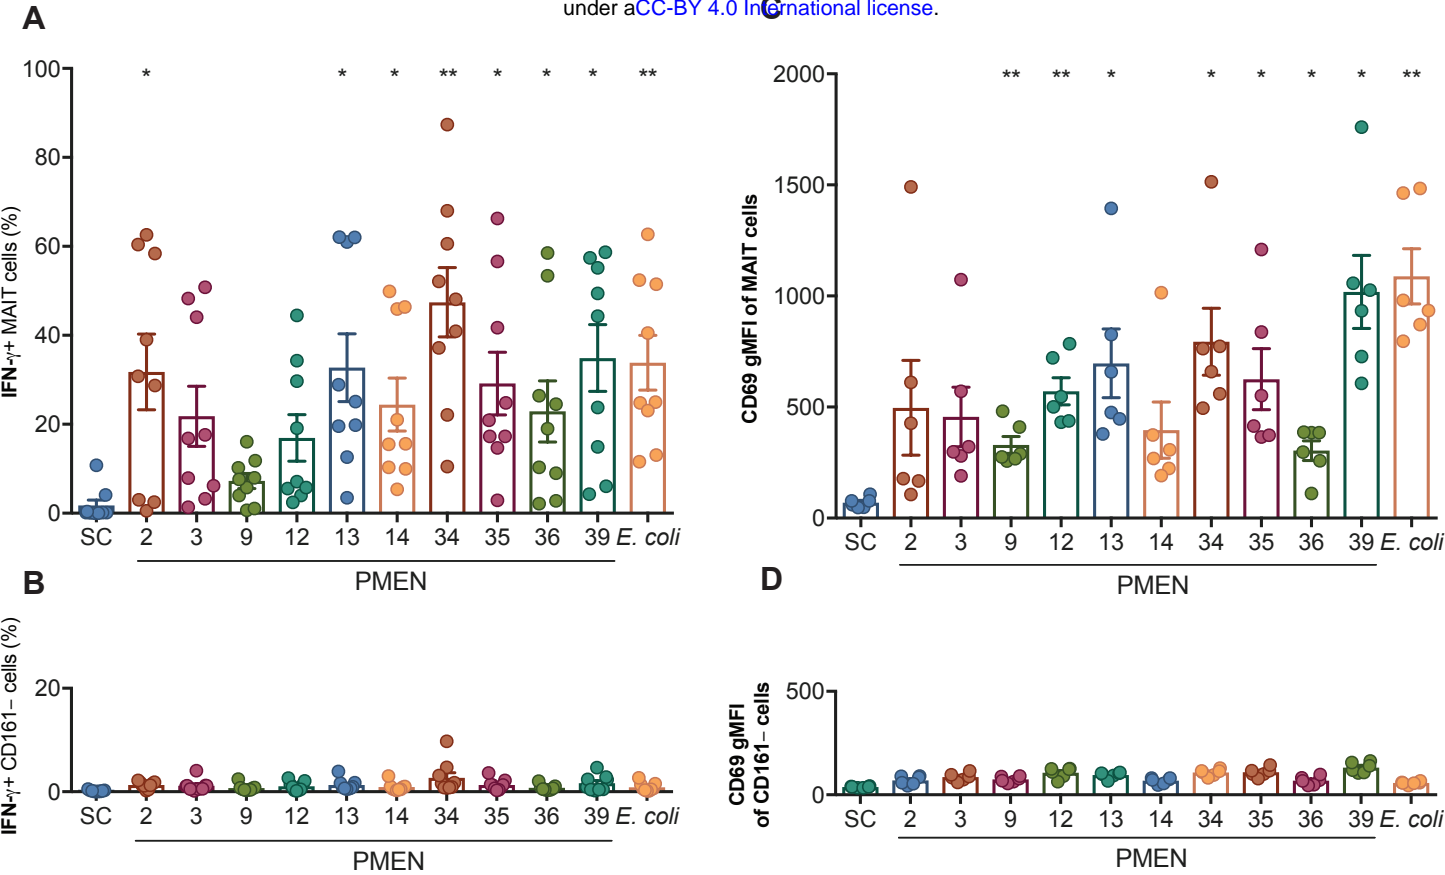 under aCC-BY 4.0 International license.
A
IFN-γ+ MAIT cells (%)
100
80
60
40
20
0
* * * ** * * * **
SC 2 3 9 12 13 14 34 35 36 39 E. coli
PMEN
B
IFN-γ+ CD161− cells (%)
20
0
SC 2 3 9 12 13 14 34 35 36 39 E. coli
PMEN
C
CD69 gMFI of MAIT cells
2000
1500
1000
500
0
** ** * * * * * **
SC 2 3 9 12 13 14 34 35 36 39 E. coli
PMEN
D
CD69 gMFI
of CD161− cells
500
0
SC 2 3 9 12 13 14 34 35 36 39 E. coli
PMEN